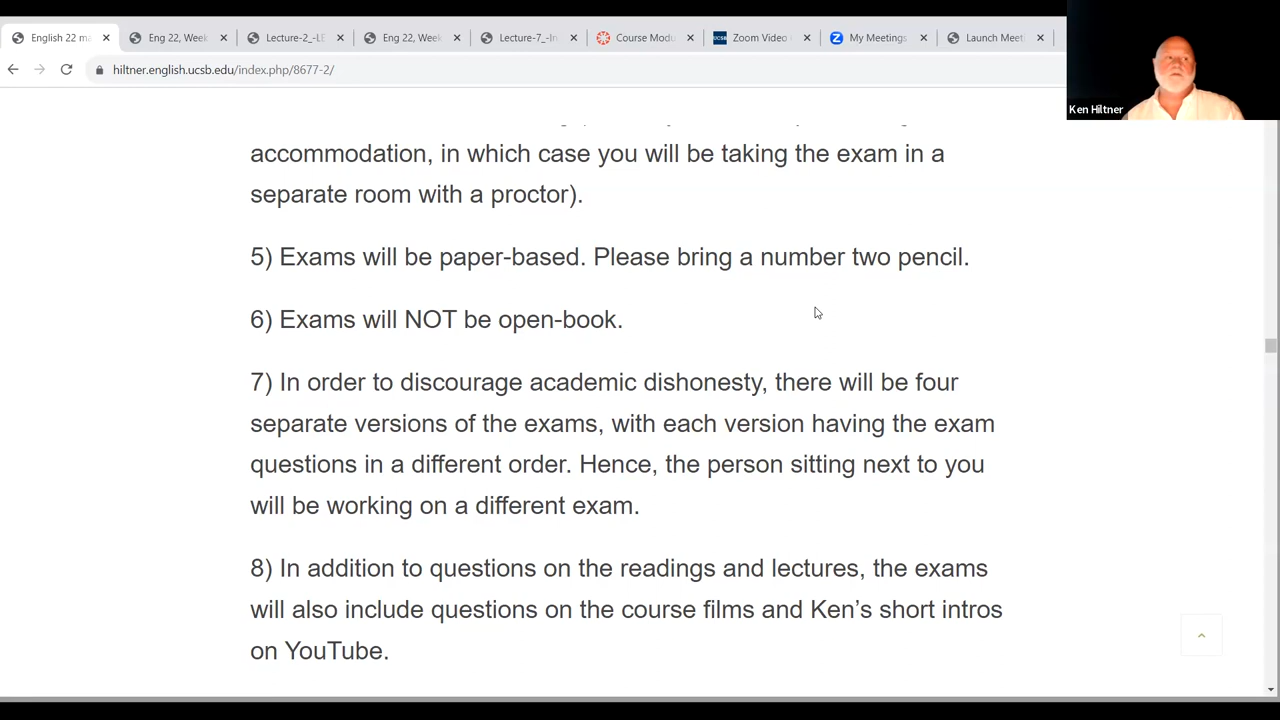 English 22 ma
Eng 22, Week
Lecture-2_-LE
Eng 22, Week
Lecture-7_-In
Course Modu
UCSB
Zoom Video
My Meetings
Launch Meeti
hiltner.english.ucsb.edu/index.php/8677-2/
Ken Hiltner
accommodation, in which case you will be taking the exam in a
separate room with a proctor).
5) Exams will be paper-based. Please bring a number two pencil.
6) Exams will NOT be open-book.
7) In order to discourage academic dishonesty, there will be four
separate versions of the exams, with each version having the exam
questions in a different order. Hence, the person sitting next to you
will be working on a different exam.
8) In addition to questions on the readings and lectures, the exams
will also include questions on the course films and Ken’s short intros
on YouTube.